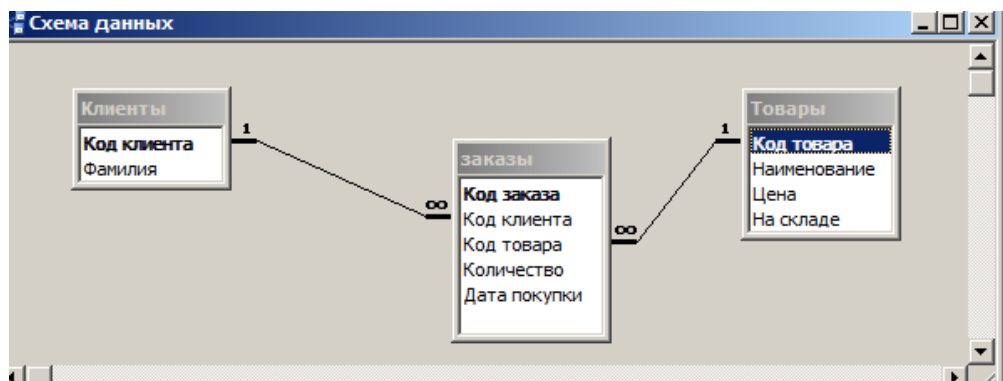 Схема данных
Клиенты
Код клиента
Фамилия
1
∞
заказы
Код заказа
Код клиента
Код товара
Количество
Дата покупки
∞
1
Товары
Код товара
Наименование
Цена
На складе